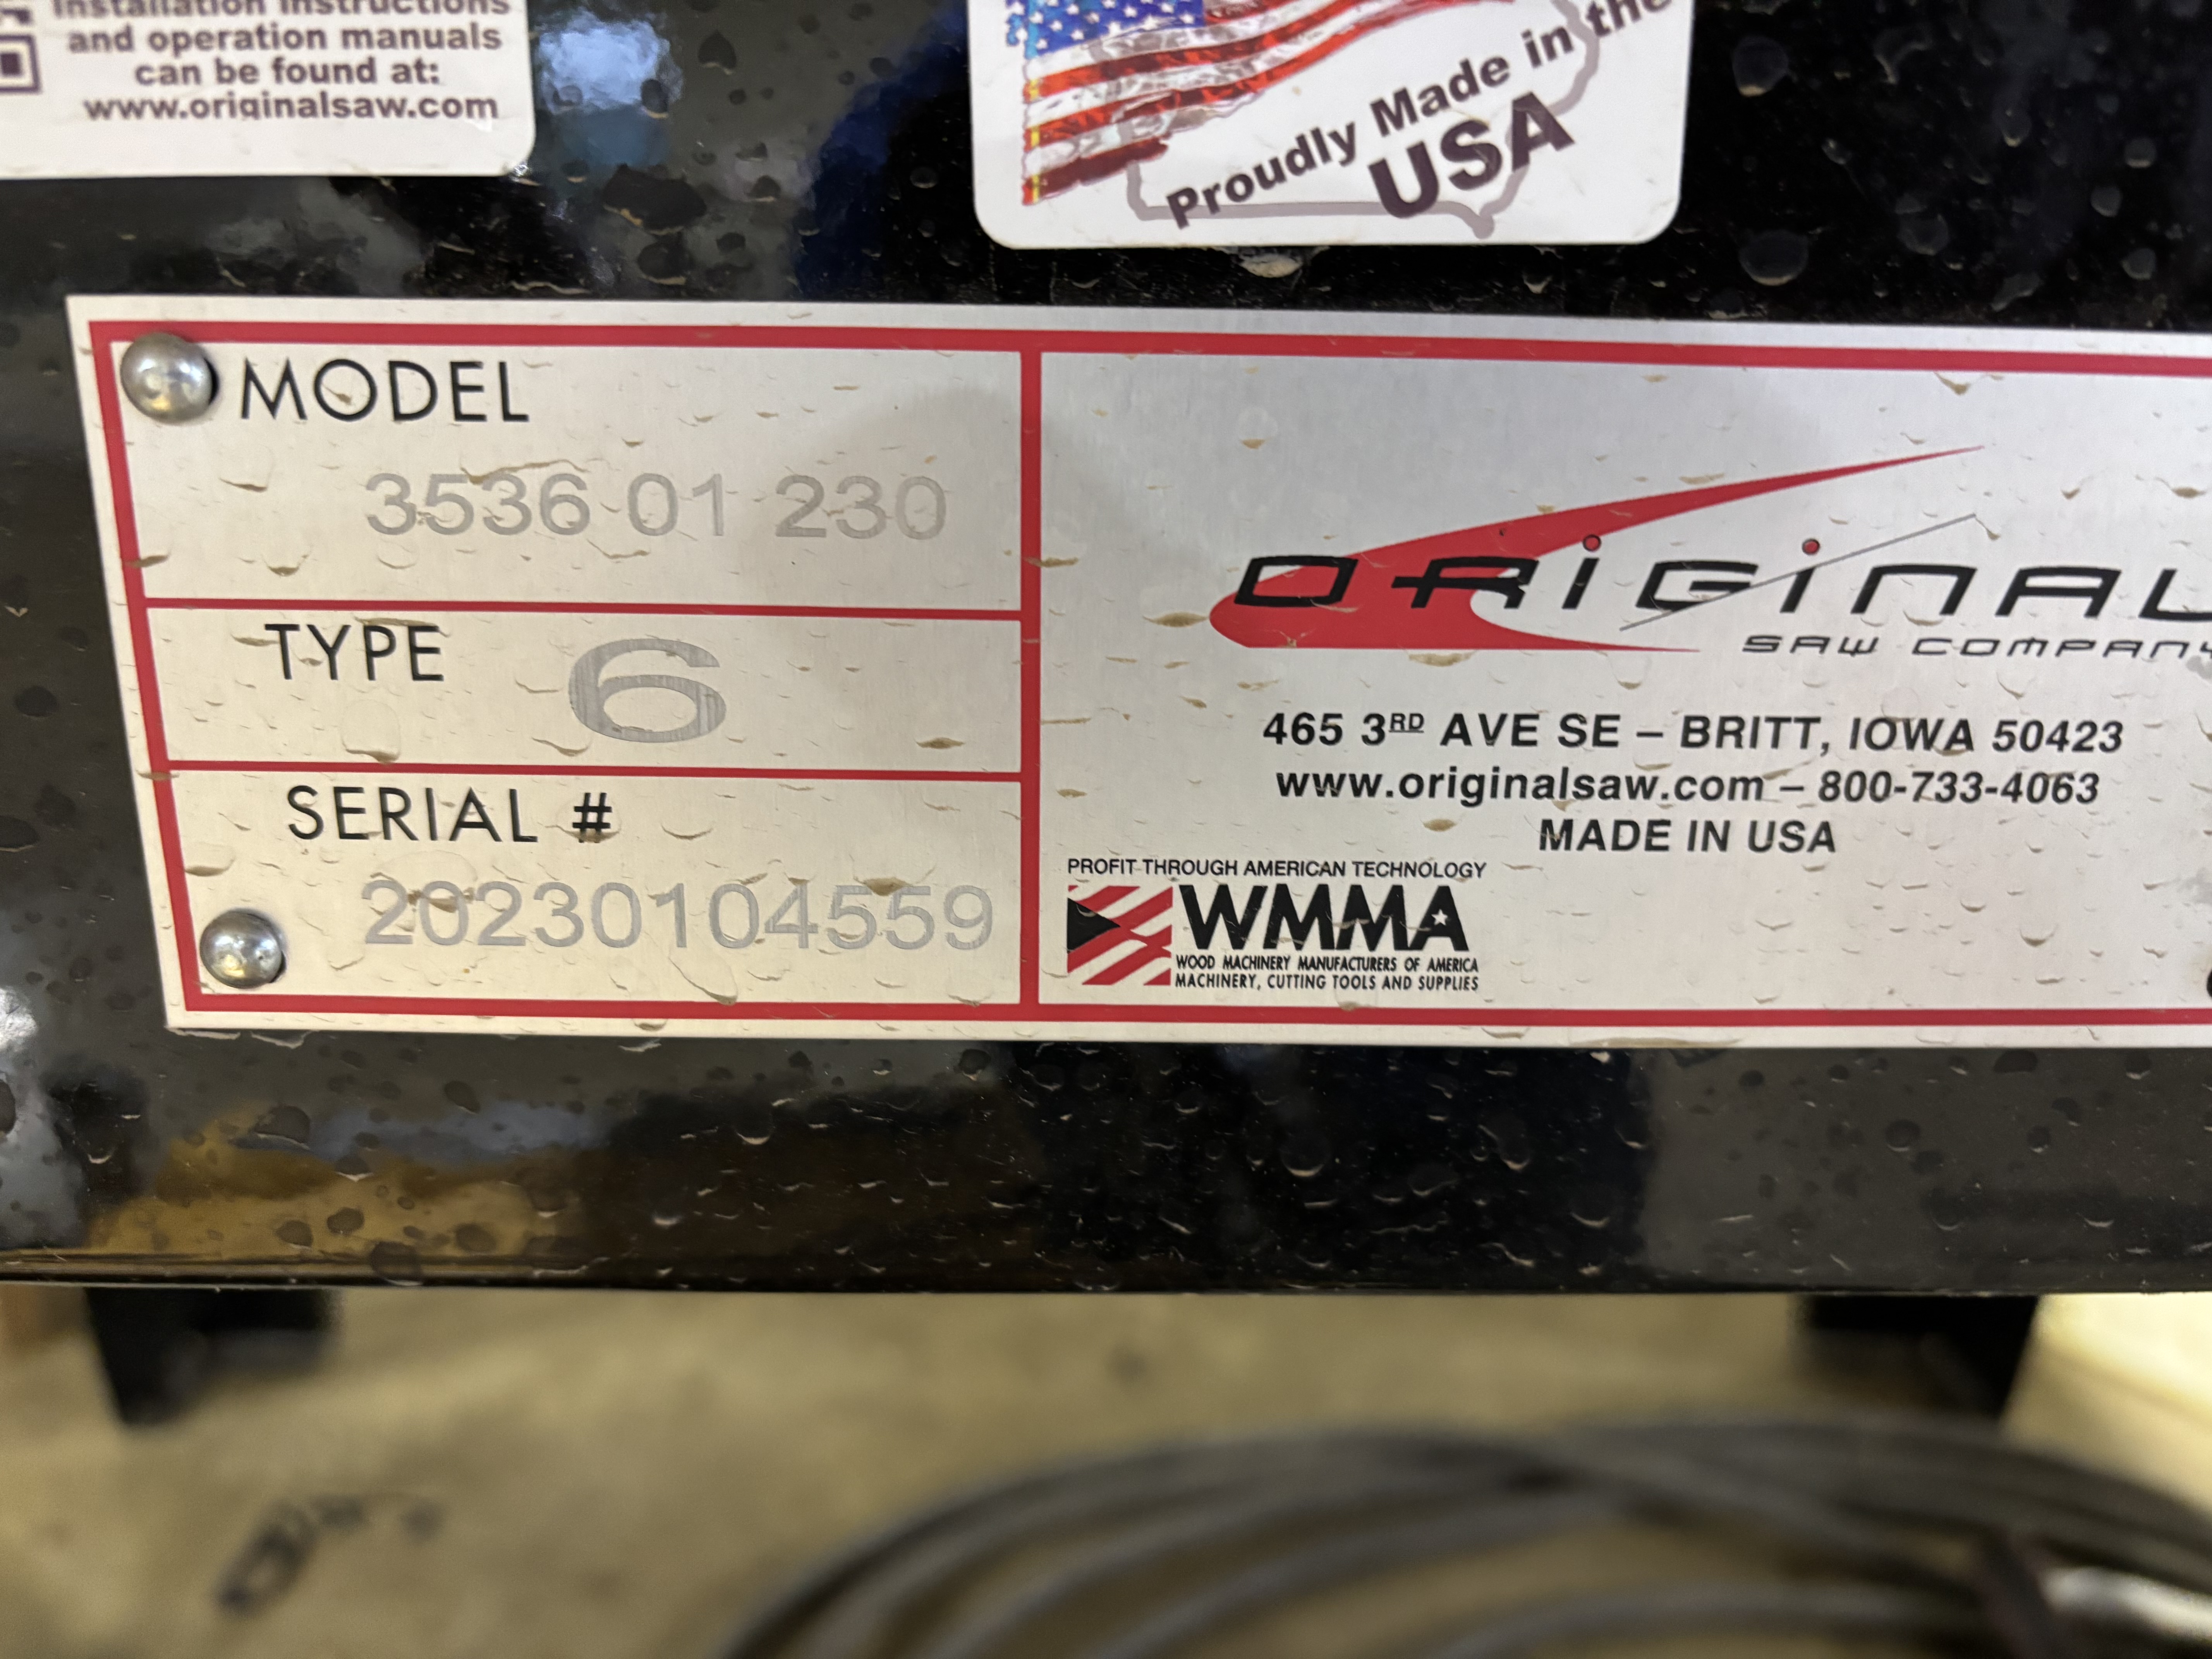 Installation Instructions
and operation manuals
can be found at:
www.originalsaw.com
Proudly Made in the
USA
MODEL
3536 01 230
TYPE 6
SERIAL #
20230104559
ORiGiNAL
SAW COMPANY
465 3RD AVE SE – BRITT, IOWA 50423
www.originalsaw.com – 800-733-4063
MADE IN USA
PROFIT THROUGH AMERICAN TECHNOLOGY
WMMA
WOOD MACHINERY MANUFACTURERS OF AMERICA
MACHINERY, CUTTING TOOLS AND SUPPLIES